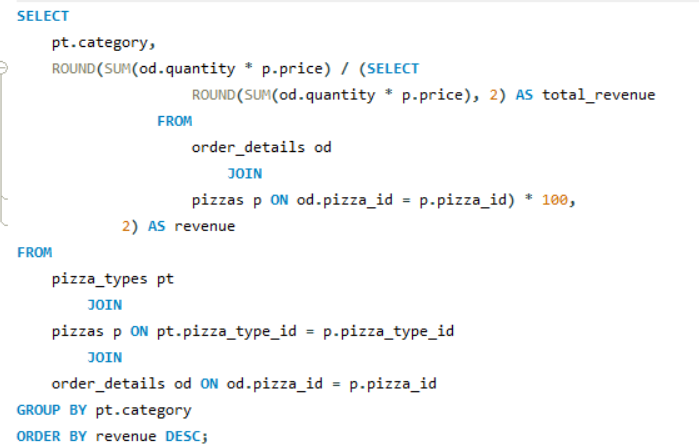 SELECT
pt.category,
ROUND(SUM(od.quantity * p.price) / (SELECT
ROUND(SUM(od.quantity * p.price), 2) AS total_revenue
FROM
order_details od
JOIN
pizzas p ON od.pizza_id = p.pizza_id) * 100,
2) AS revenue
FROM
pizza_types pt
JOIN
pizzas p ON pt.pizza_type_id = p.pizza_type_id
JOIN
order_details od ON od.pizza_id = p.pizza_id
GROUP BY pt.category
ORDER BY revenue DESC;